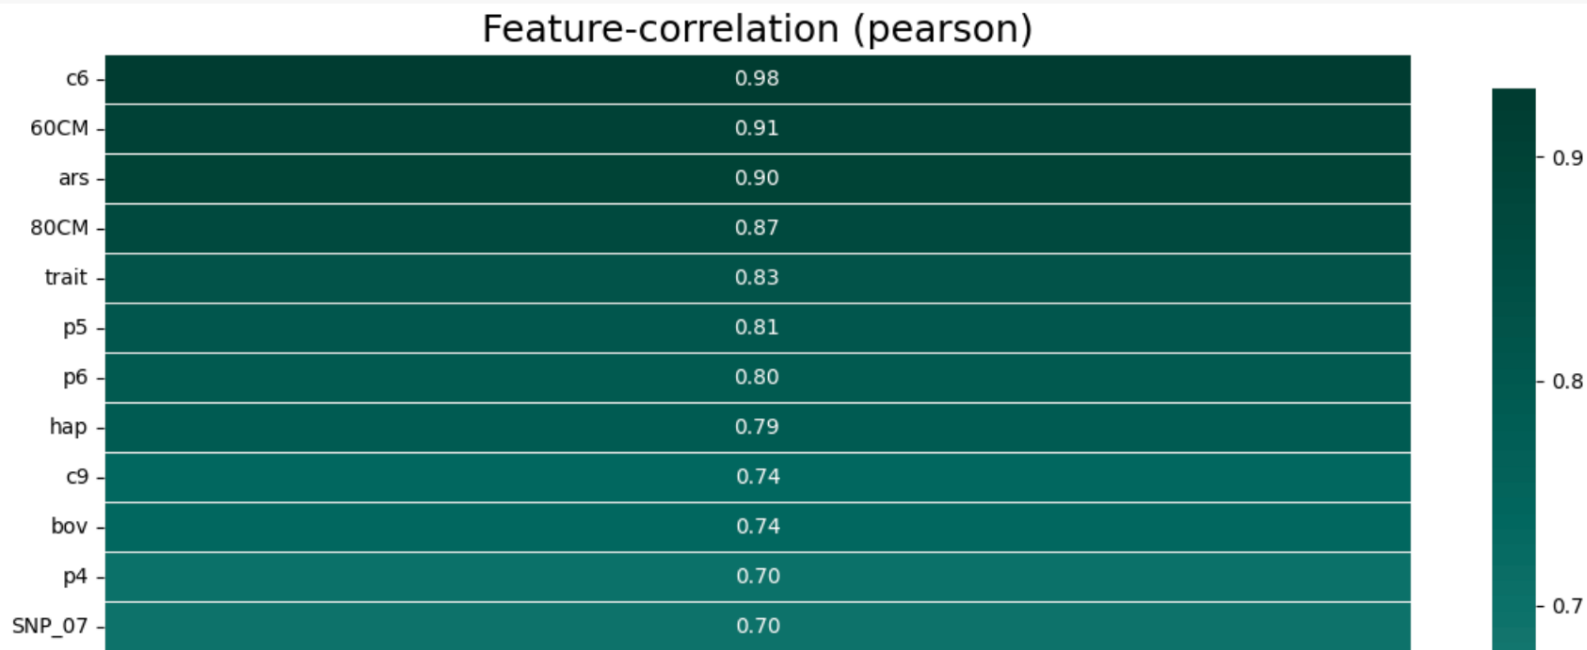 Feature-correlation (pearson)
c6 0.98
60CM 0.91
ars 0.90
80CM 0.87
trait 0.83
p5 0.81
p6 0.80
hap 0.79
c9 0.74
bov 0.74
p4 0.70
SNP_07 0.70
0.9
0.8
0.7